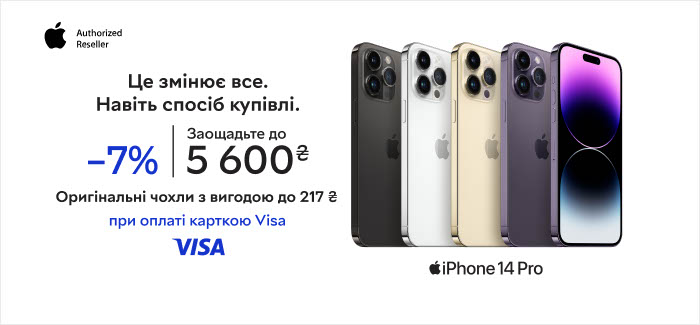 Authorized
Reseller
Це змінює все.
Навіть спосіб купівлі.
–7%
Заощадьте до
5 600₴
Оригінальні чохли з вигодою до 217 ₴
при оплаті карткою Visa
VISA
iPhone 14 Pro